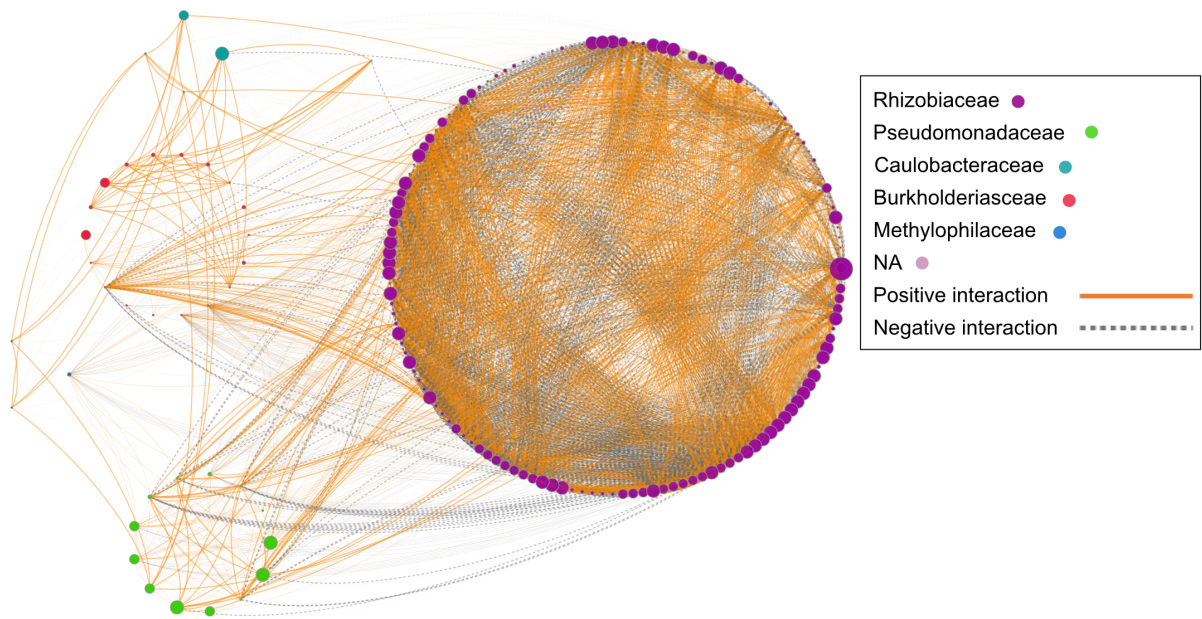 Rhizobiaceae
Pseudomonadaceae
Caulobacteraceae
Burkholderiasceae
Methylophilaceae
NA
Positive interaction
Negative interaction